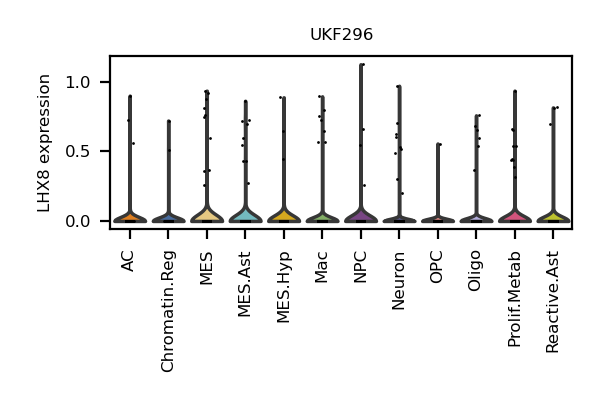 UKF296
LHX8 expression
1.0
0.5
0.0
AC
Chromatin.Reg
MES
MES.Ast
MES.Hyp
Mac
NPC
Neuron
OPC
Oligo
Prolif.Metab
Reactive.Ast